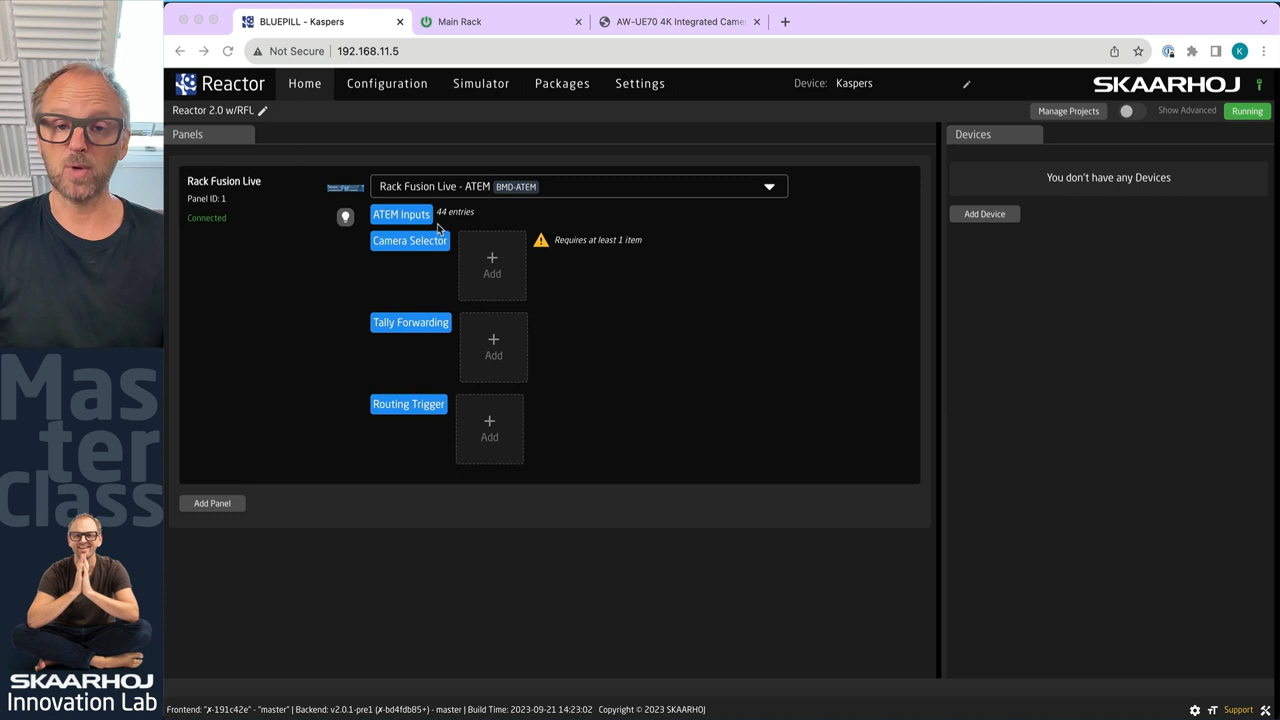 BLUEPILL - Kaspers
Main Rack
AW-UE70 4K Integrated Came
Not Secure
192.168.11.5
K
Reactor
Home
Configuration
Simulator
Packages
Settings
Device:
Kaspers
SKAARHOJ
Reactor 2.0 w/RFL
Manage Projects
Show Advanced
Running
Panels
Devices
Rack Fusion Live
Panel ID: 1
Connected
Rack Fusion Live - ATEM BMD-ATEM
ATEM Inputs
44 entries
Camera Selector
+
Add
Requires at least 1 item
Tally Forwarding
+
Add
Routing Trigger
+
Add
Add Panel
You don't have any Devices
Add Device
Mas
ter
Class
SKAARHOJ
Innovation Lab
Frontend: "✗-191c42e" - "master" | Backend: v2.0.1-pre1 (✗-bd4fdb85+) - master | Build Time: 2023-09-21 14:23:02 Copyright © 2023 SKAARHOJ
Support